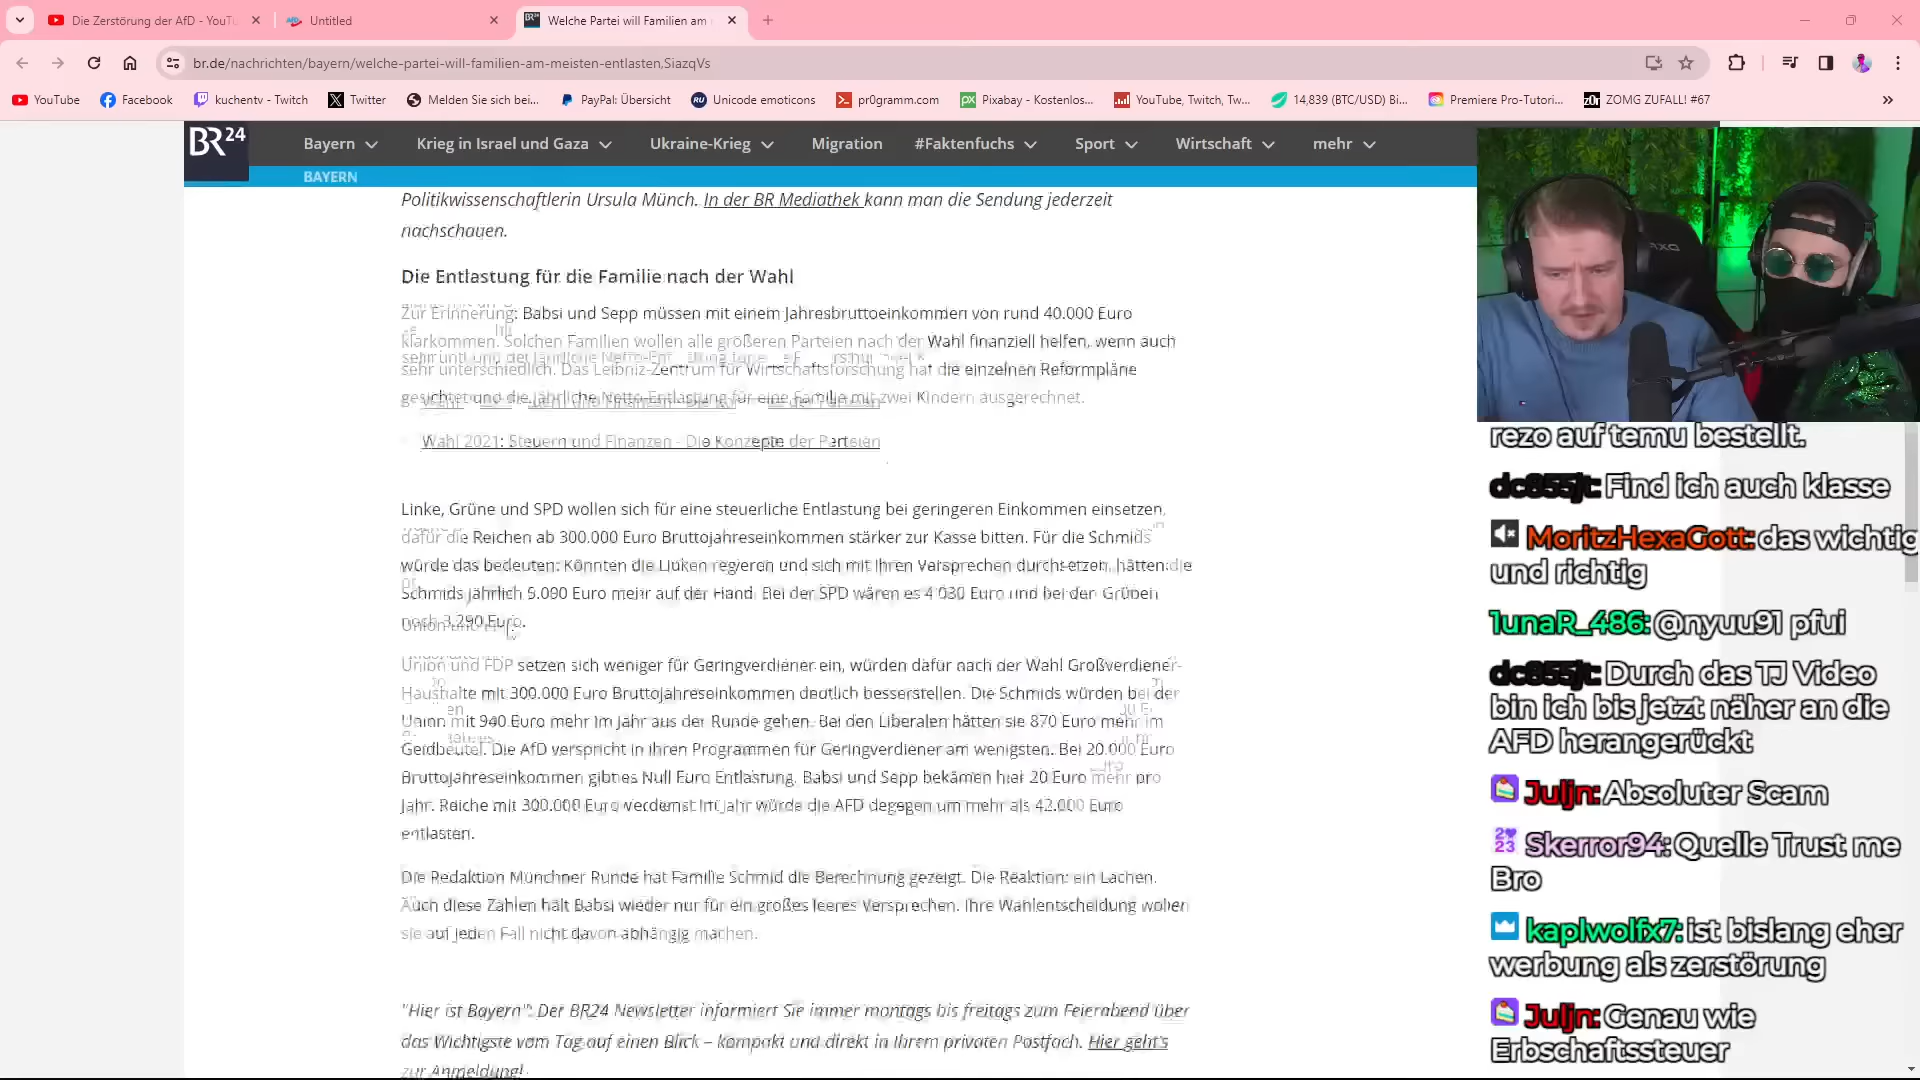 Die Zerstörung der AfD - YouTu
Untitled
Welche Partei will Familien am
br.de/nachrichten/bayern/welche-partei-will-familien-am-meisten-entlasten,SiazqVs
YouTube
Facebook
kuchentv - Twitch
Twitter
Melden Sie sich bei...
PayPal: Übersicht
Unicode emoticons
pr0gramm.com
Pixabay - Kostenlos...
YouTube, Twitch, Tw...
14,839 (BTC/USD) Bi...
Premiere Pro-Tutori...
ZOMG ZUFALL! #67
BR24
Bayern
Krieg in Israel und Gaza
Ukraine-Krieg
Migration
#Faktenfuchs
Sport
Wirtschaft
mehr
BAYERN
Politikwissenschaftlerin Ursula Münch. In der BR Mediathek kann man die Sendung jederzeit
nachschauen.
Die Entlastung für die Familie nach der Wahl
Zur Erinnerung: Babsi und Sepp müssen mit einem Jahresbruttoeinkommen von rund 40.000 Euro
klarkommen. Solchen Familien wollen alle größeren Parteien nach der Wahl finanziell helfen, wenn auch
sehr unterschiedlich. Das Leibniz-Zentrum für Wirtschaftsforschung hat die einzelnen Reformpläne
gesichtet und die jährliche Netto-Entlastung für eine Familie mit zwei Kindern ausgerechnet.
Wahl 2021: Steuern und Finanzen - Die Konzepte der Parteien
Linke, Grüne und SPD wollen sich für eine steuerliche Entlastung bei geringeren Einkommen einsetzen,
dafür die Reichen ab 300.000 Euro Bruttojahreseinkommen stärker zur Kasse bitten. Für die Schmids
würde das bedeuten: Könnten die Linken regieren und sich mit ihren Versprechen durchsetzen, hätten die
Schmids jährlich Euro mehr auf der Hand. Bei der SPD wären es Euro und bei den Grünen
noch 3.290 Euro.
Union und FDP setzen sich weniger für Geringverdiener ein, würden dafür nach der Wahl Großverdiener-
Haushalte mit 300.000 Euro Bruttojahreseinkommen deutlich besserstellen. Die Schmids würden bei der
Union mit 940 Euro mehr im Jahr aus der Runde gehen. Bei den Liberalen hätten sie 870 Euro mehr im
Geldbeutel. Die AfD verspricht in ihren Programmen für Geringverdiener am wenigsten. Bei 20.000 Euro
Bruttojahreseinkommen gibt es Null Euro Entlastung. Babsi und Sepp bekämen hier 20 Euro mehr pro
Jahr. Reiche mit 300.000 Euro Verdienst im Jahr würde die AFD dagegen um mehr als Euro
entlasten.
Die Redaktion Münchner Runde hat Familie Schmid die Berechnung gezeigt. Die Reaktion: ein Lachen.
Auch diese Zahlen hält Babsi wieder nur für ein großes leeres Versprechen. Ihre Wahlentscheidung wollen
sie auf jeden Fall nicht davon abhängig machen.
"Hier ist Bayern": Der BR24 Newsletter informiert Sie immer montags bis freitags zum Feierabend über
das Wichtigste vom Tag auf einen Blick – kompakt und direkt in Ihrem privaten Postfach. Hier geht's
zur Anmeldung!
rezo auf temu bestellt.
dc855jt: Find ich auch klasse
MoritzHexaGott: das wichtig
und richtig
1unaR_486: @nyuu91 pfui
dc855jt: Durch das TJ Video
bin ich bis jetzt näher an die
AFD herangerückt
Juljn: Absoluter Scam
Skerror94: Quelle Trust me
Bro
kaplwolfx7: ist bislang eher
werbung als zerstörung
Juljn: Genau wie
Erbschaftssteuer